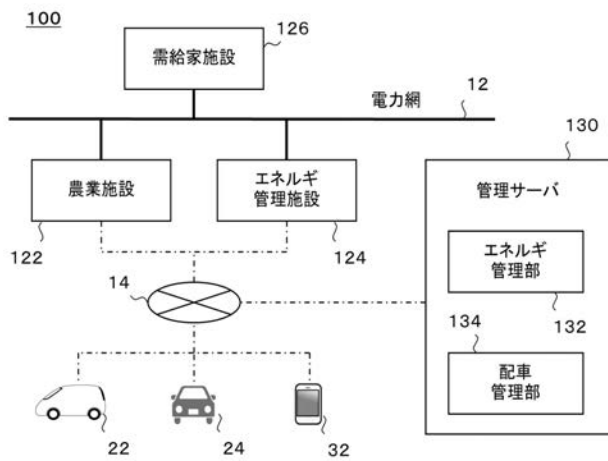 100
126
需給家施設
電力網
12
130
農業施設
エネルギ
管理施設
管理サーバ
122
124
エネルギ
管理部
14
132
134
配車
管理部
22
24
32